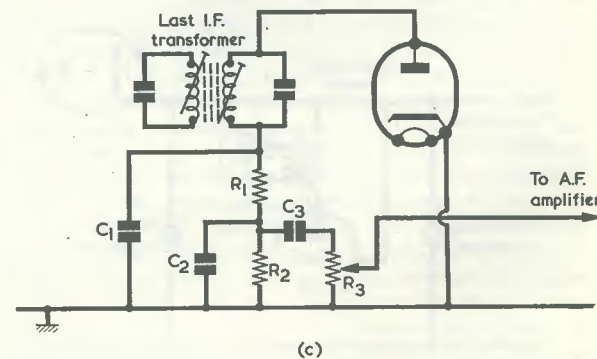 Last I.F.
transformer
R1
C3
To A.F.
amplifier
C1
C2
R2
R3
(c)